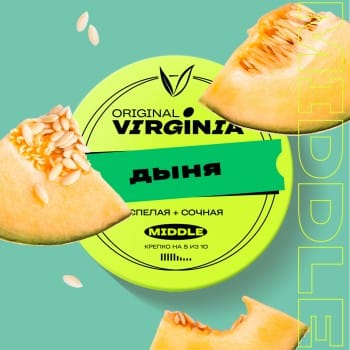 ORIGINAL
VIRGINIA
ДЫНЯ
СПЕЛАЯ + СОЧНАЯ
MIDDLE
КРЕПКО НА 5 ИЗ 10
MIDDLE